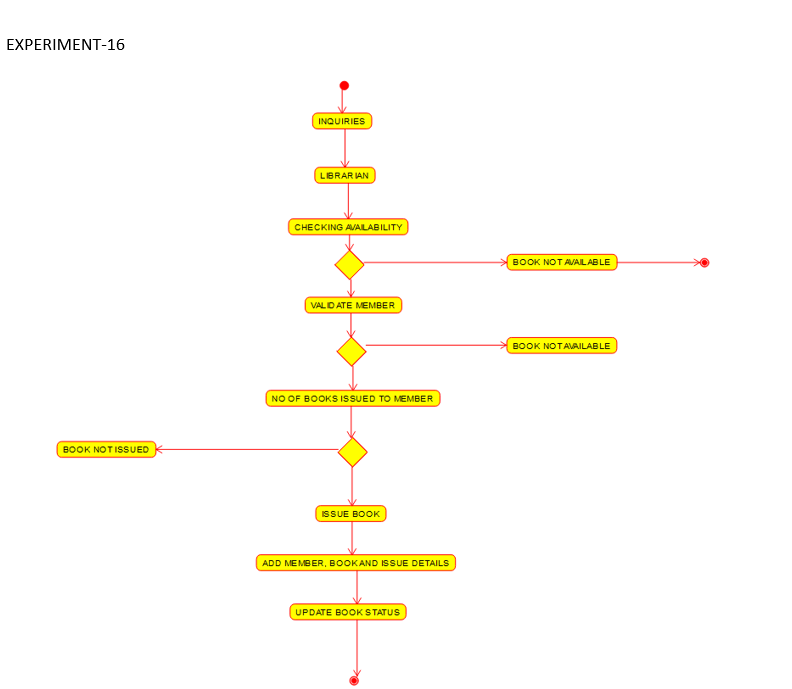 EXPERIMENT-16
INQUIRIES
LIBRARIAN
CHECKING AVAILABILITY
BOOK NOT AVAILABLE
VALIDATE MEMBER
BOOK NOT AVAILABLE
NO OF BOOKS ISSUED TO MEMBER
BOOK NOT ISSUED
ISSUE BOOK
ADD MEMBER, BOOK AND ISSUE DETAILS
UPDATE BOOK STATUS